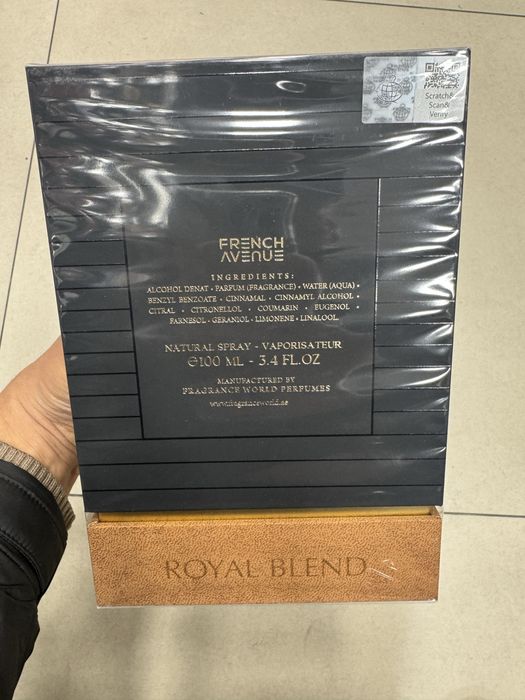 Scratch&
Scan&
Verify
FRENCH
AVENUE
INGREDIENTS:
ALCOHOL DENAT • PARFUM (FRAGRANCE) • WATER (AQUA) •
BENZYL BENZOATE • CINNAMAL • CINNAMYL ALCOHOL •
CITRAL • CITRONELLOL • COUMARIN • EUGENOL •
FARNESOL • GERANIOL • LIMONENE • LINALOOL.
NATURAL SPRAY - VAPORISATEUR
℮100 ML - 3.4 FL.OZ
MANUFACTURED BY
FRAGRANCE WORLD PERFUMES
www.fragranceworld.ae
ROYAL BLEND